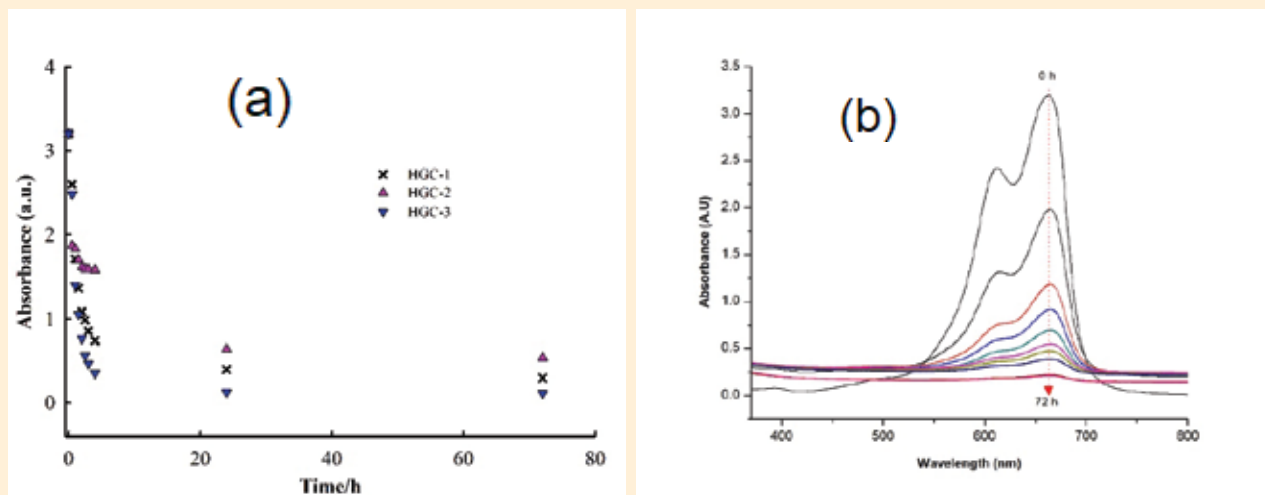 (a)
Absorbance (a.u.)
4
3
2
1
0
HGC-1
HGC-2
HGC-3
0 20 40 60 80
Time/h
(b)
Absorbance (A.U)
3.5
3.0
2.5
2.0
1.5
1.0
0.5
0.0
0 h
72 h
400 500 600 700 800
Wavelength (nm)